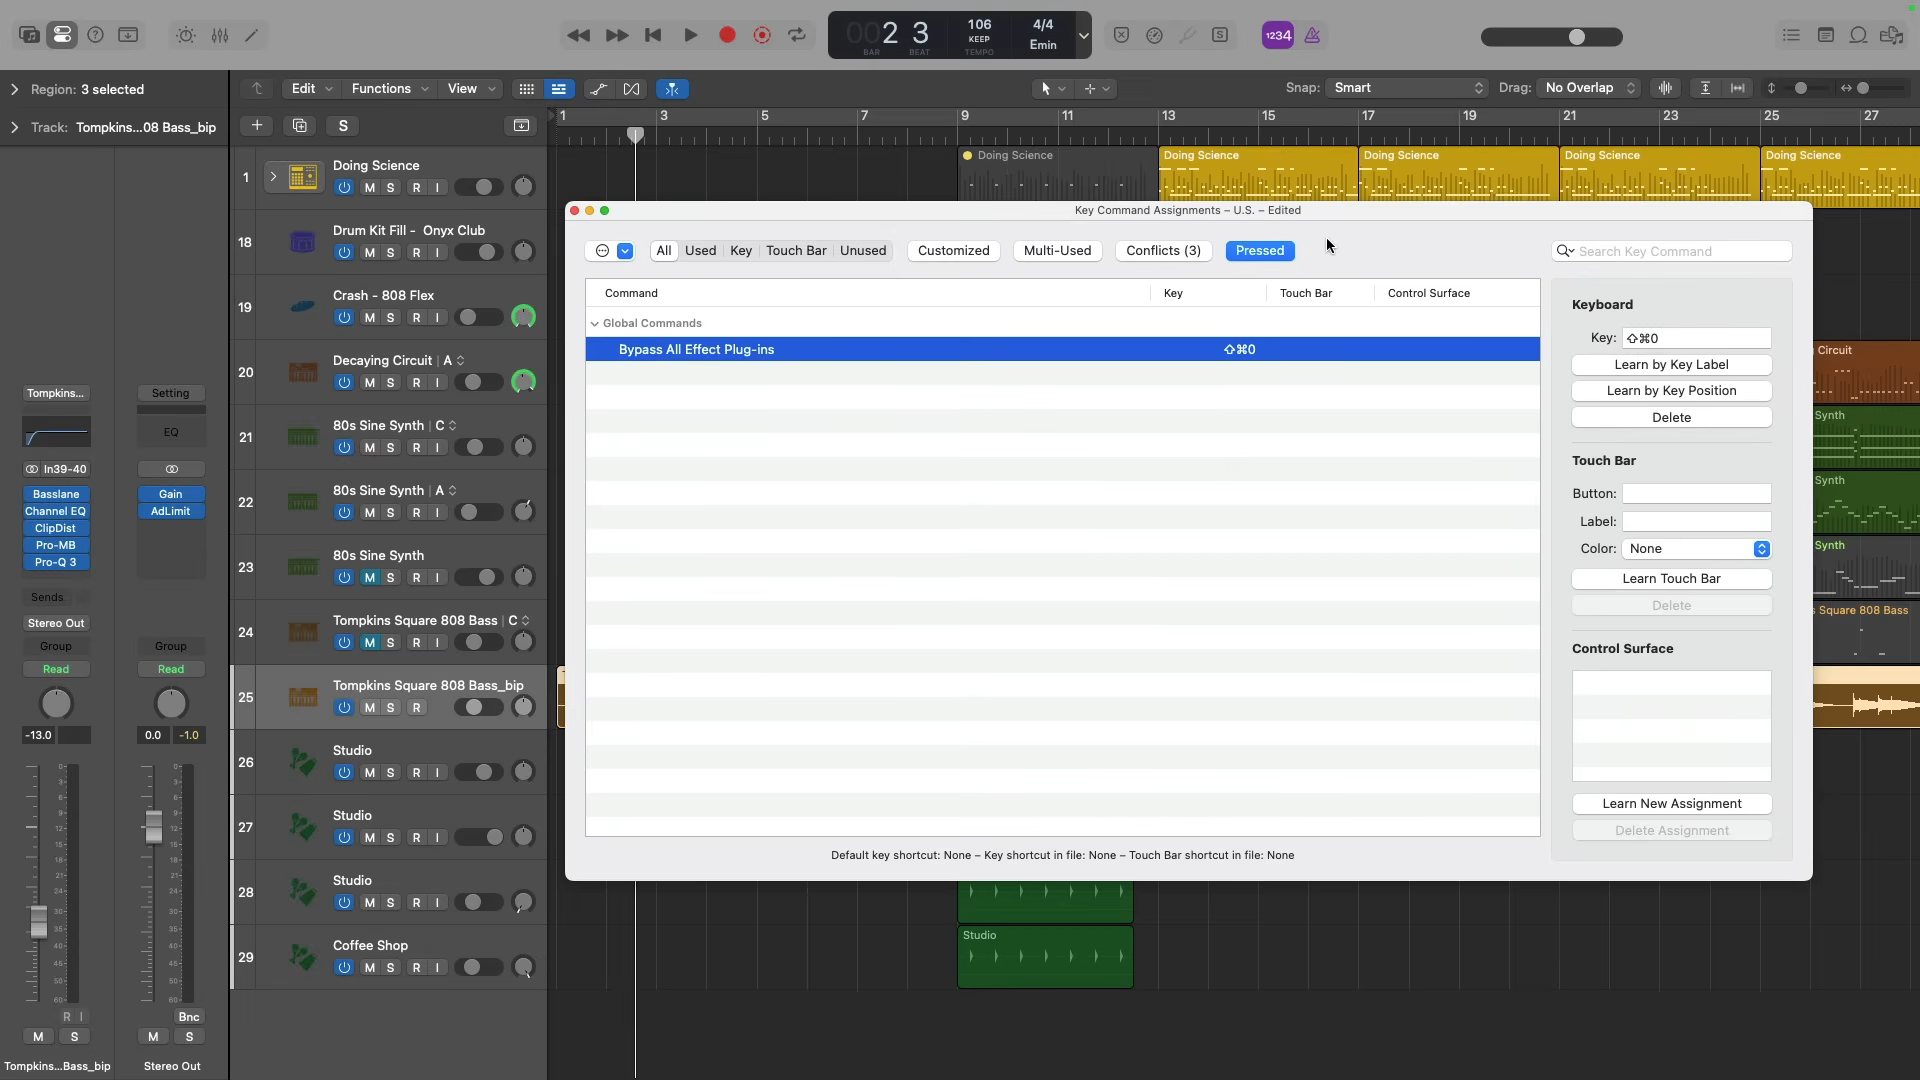 2 3
BAR
BEAT
106
KEEP
TEMPO
4/4
Emin
1234
S
Region: 3 selected
Edit
Functions
View
Snap: Smart
Drag: No Overlap
Track: Tompkins...08 Bass_bip
S
1 3 5 7 9 11 13 15 17 19 21 23 25 27
1
Doing Science
M S R I
Doing Science
Doing Science
Doing Science
Doing Science
Doing Science
18
Drum Kit Fill - Onyx Club
M S R I
19
Crash - 808 Flex
M S R I
20
Decaying Circuit | A
M S R I
21
80s Sine Synth | C
M S R I
22
80s Sine Synth | A
M S R I
23
80s Sine Synth
M S R I
24
Tompkins Square 808 Bass | C
M S R I
25
Tompkins Square 808 Bass_bip
M S R
26
Studio
M S R I
27
Studio
M S R I
28
Studio
M S R I
29
Coffee Shop
M S R I
Key Command Assignments – U.S. – Edited
All Used Key Touch Bar Unused
Customized
Multi-Used
Conflicts (3)
Pressed
Search Key Command
Command
Key
Touch Bar
Control Surface
Global Commands
Bypass All Effect Plug-ins
⇧⌘0
Default key shortcut: None – Key shortcut in file: None – Touch Bar shortcut in file: None
Keyboard
Key: ⇧⌘0
Learn by Key Label
Learn by Key Position
Delete
Touch Bar
Button:
Label:
Color: None
Learn Touch Bar
Delete
Control Surface
Learn New Assignment
Delete Assignment
Circuit
Synth
Synth
Synth
Square 808 Bass
Studio
Tompkins...
Setting
EQ
In39-40
Basslane
Channel EQ
ClipDist
Pro-MB
Pro-Q 3
Gain
AdLimit
Sends
Stereo Out
Group
Group
Read
Read
-13.0
0.0
-1.0
R I
Bnc
M S
M S
Tompkins...Bass_bip
Stereo Out